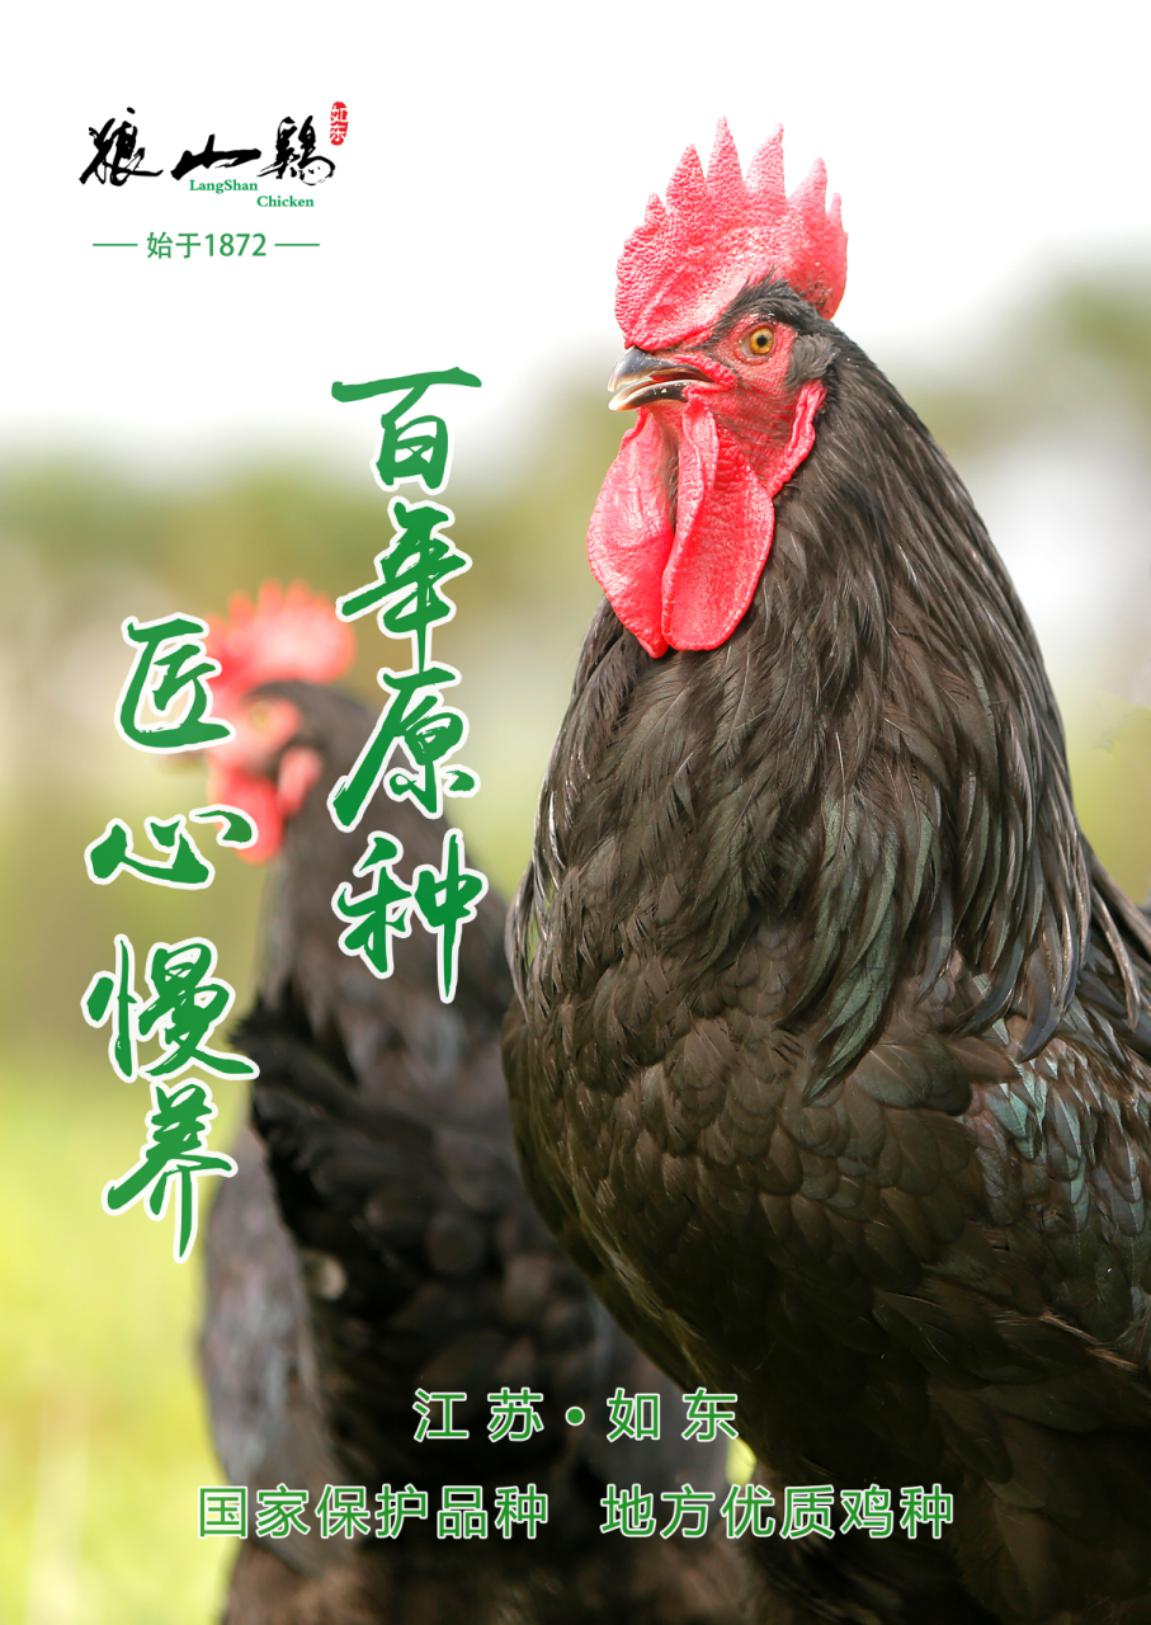 狼山鸡
如东
LangShan
Chicken
始于1872
百年原种
匠心慢养
江苏·如东
国家保护品种 地方优质鸡种